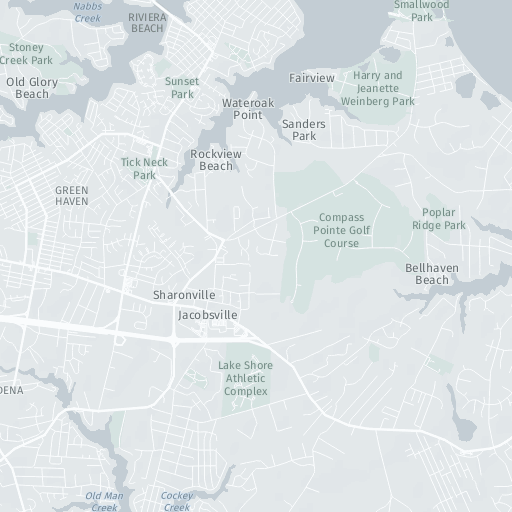 Nabbs
Creek
RIVIERA
BEACH
Smallwood
Park
Stoney
Creek Park
Old Glory
Beach
Sunset
Park
Fairview
Harry and
Jeanette
Weinberg Park
Wateroak
Point
Sanders
Park
Rockview
Beach
Tick Neck
Park
GREEN
HAVEN
Compass
Pointe Golf
Course
Poplar
Ridge Park
Bellhaven
Beach
Sharonville
Jacobsville
Lake Shore
Athletic
Complex
DENA
Old Man
Creek
Cockey
Creek